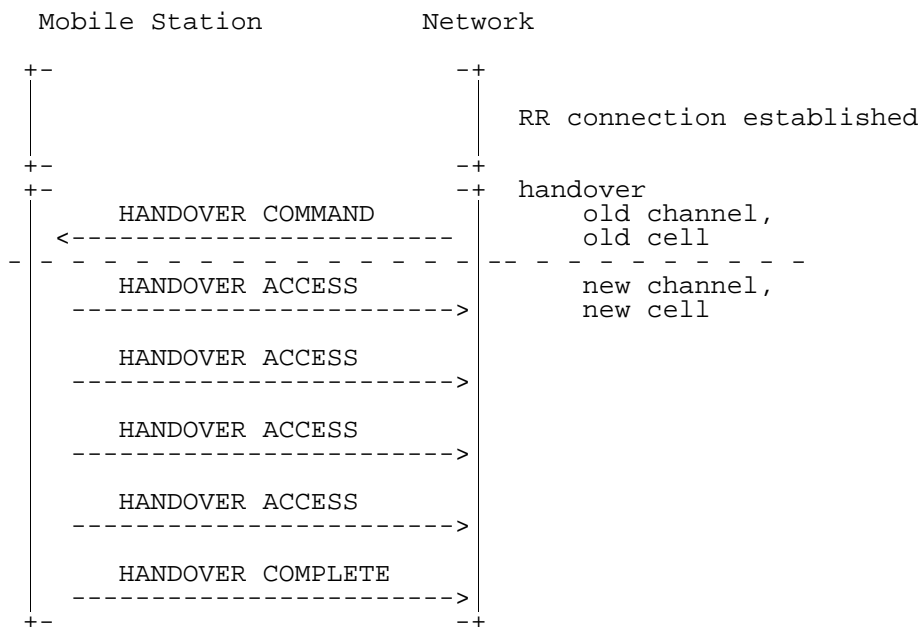 Mobile Station Network
RR connection established
handover
HANDOVER COMMAND old channel,
old cell
HANDOVER ACCESS new channel,
new cell
HANDOVER ACCESS
HANDOVER ACCESS
HANDOVER ACCESS
HANDOVER COMPLETE